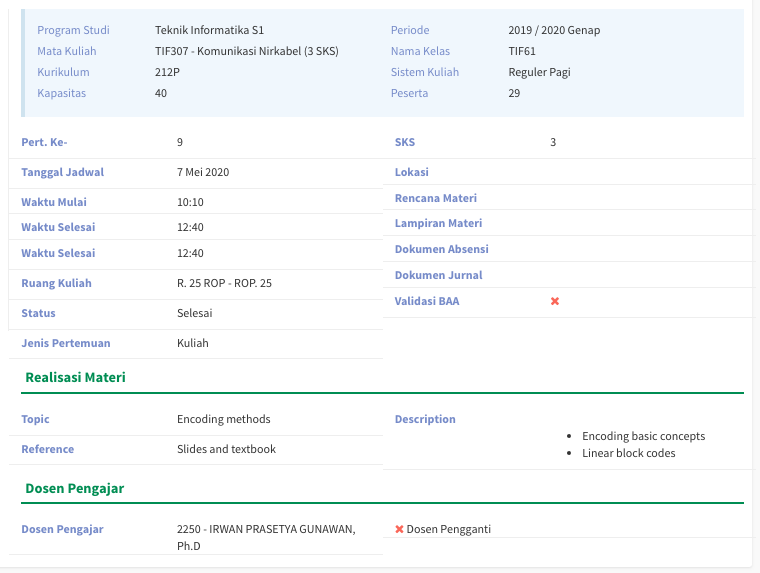 Program Studi Teknik Informatika S1 Periode 2019 / 2020 Genap
Mata Kuliah TIF307 - Komunikasi Nirkabel (3 SKS) Nama Kelas TIF61
Kurikulum 212P Sistem Kuliah Reguler Pagi
Kapasitas 40 Peserta 29
Pert. Ke- 9 SKS 3
Tanggal Jadwal 7 Mei 2020 Lokasi
Waktu Mulai 10:10 Rencana Materi
Waktu Selesai 12:40 Lampiran Materi
Waktu Selesai 12:40 Dokumen Absensi
Ruang Kuliah R. 25 ROP - ROP. 25 Dokumen Jurnal
Status Selesai Validasi BAA ✖
Jenis Pertemuan Kuliah
Realisasi Materi
Topic Encoding methods Description
• Encoding basic concepts
Reference Slides and textbook
• Linear block codes
Dosen Pengajar
Dosen Pengajar 2250 - IRWAN PRASETYA GUNAWAN, ✖ Dosen Pengganti
Ph.D